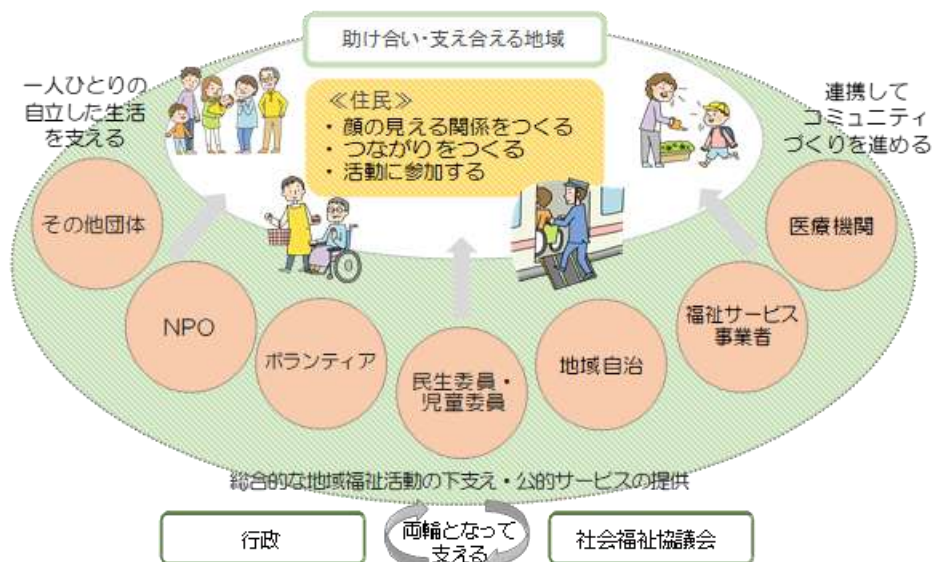 助け合い・支え合える地域
一人ひとりの
自立した生活
を支える
≪住民≫
・顔の見える関係をつくる
・つながりをつくる
・活動に参加する
連携して
コミュニティ
づくりを進める
その他団体
NPO
ボランティア
民生委員・
児童委員
地域自治
福祉サービス
事業者
医療機関
総合的な地域福祉活動の下支え・公的サービスの提供
行政
両輪となって
支える
社会福祉協議会